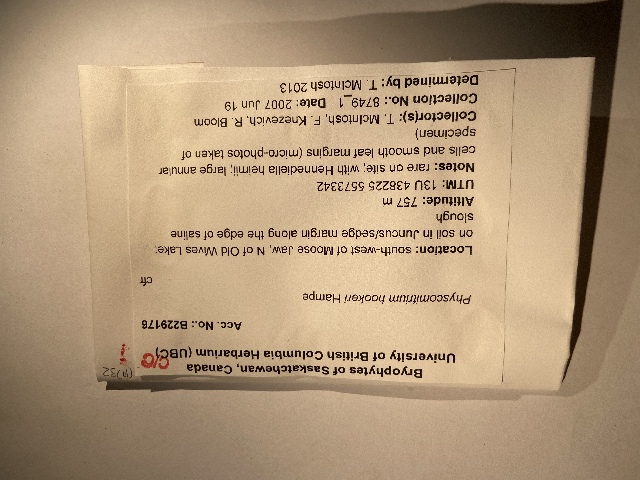 (9)32
Bryophytes of Saskatchewan, Canada
University of British Columbia Herbarium (UBC)
C/O
Acc. No.: B229176
Physcomitrium hookeri Hampe
cfr
Location: south-west of Moose Jaw, N of Old Wives Lake;
on soil in Juncus/sedge margin along the edge of saline
slough
Altitude: 757 m
UTM: 13U 438225 5573342
Notes: rare on site; with Hennediella heimii; large annular
cells and smooth leaf margins (micro-photos taken of
specimen)
Collector(s): T. McIntosh, F. Knezevich, R. Bloom
Collection No.: 8749_1 Date: 2007 Jun 19
Determined by: T. McIntosh 2013